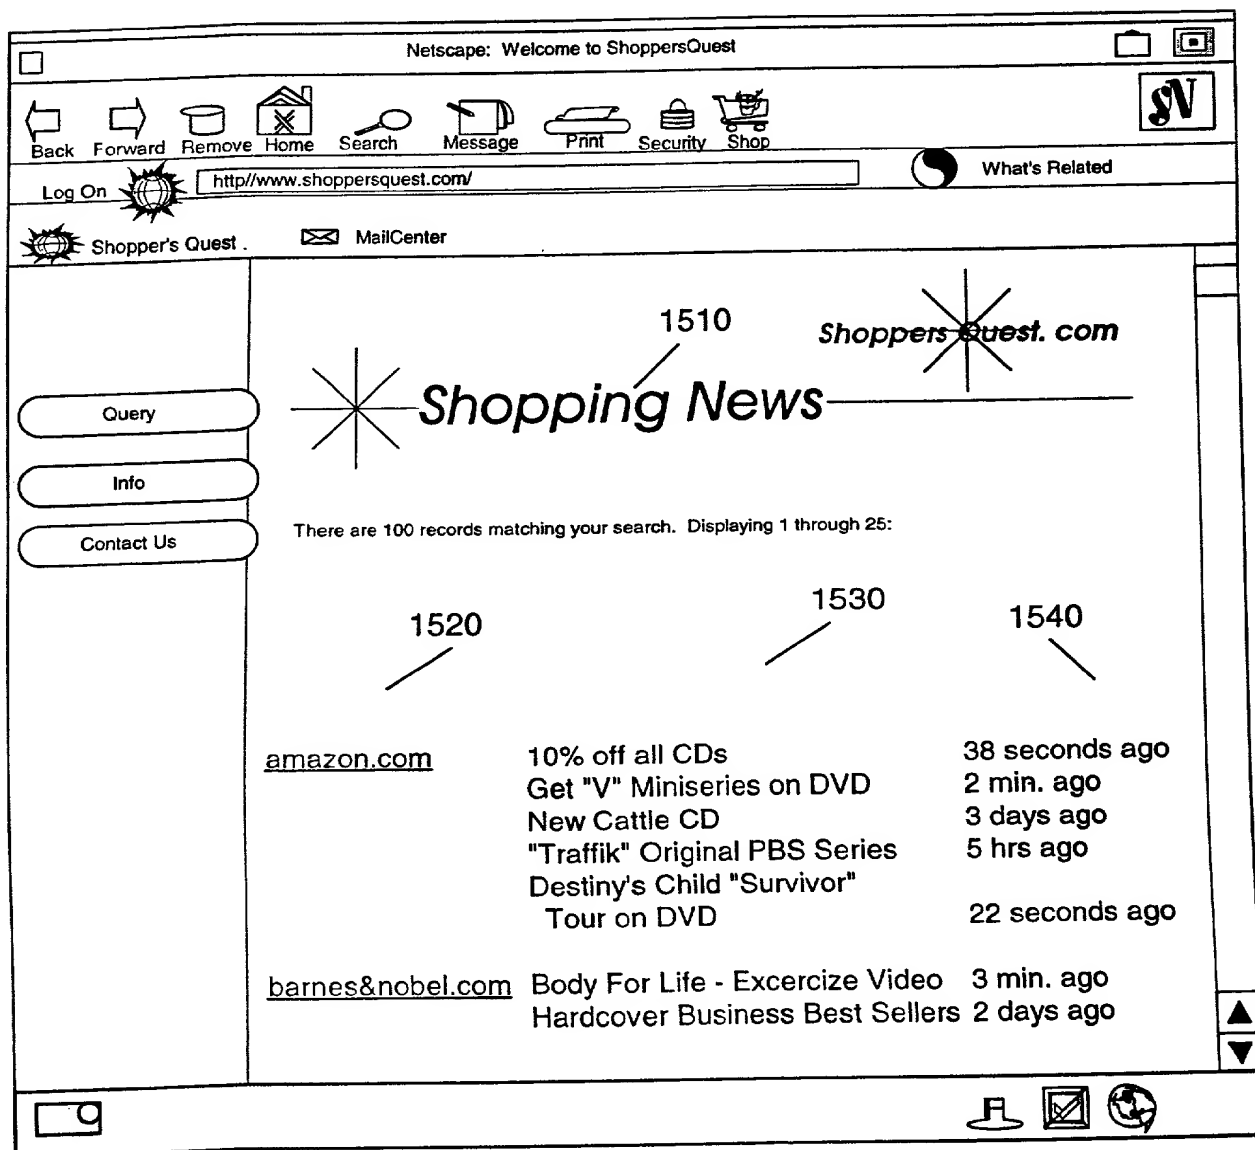 Netscape: Welcome to ShoppersQuest
Back Forward Remove Home Search Message Print Security Shop
SN
Log On http//www.shoppersquest.com/ What's Related
Shopper's Quest . MailCenter
1510
Shoppers Quest. com
Shopping News
Query
Info
Contact Us
There are 100 records matching your search. Displaying 1 through 25:
1520 1530 1540
amazon.com 10% off all CDs 38 seconds ago
Get "V" Miniseries on DVD 2 min. ago
New Cattle CD 3 days ago
"Traffik" Original PBS Series 5 hrs ago
Destiny's Child "Survivor"
Tour on DVD 22 seconds ago
barnes&nobel.com Body For Life - Excercize Video 3 min. ago
Hardcover Business Best Sellers 2 days ago